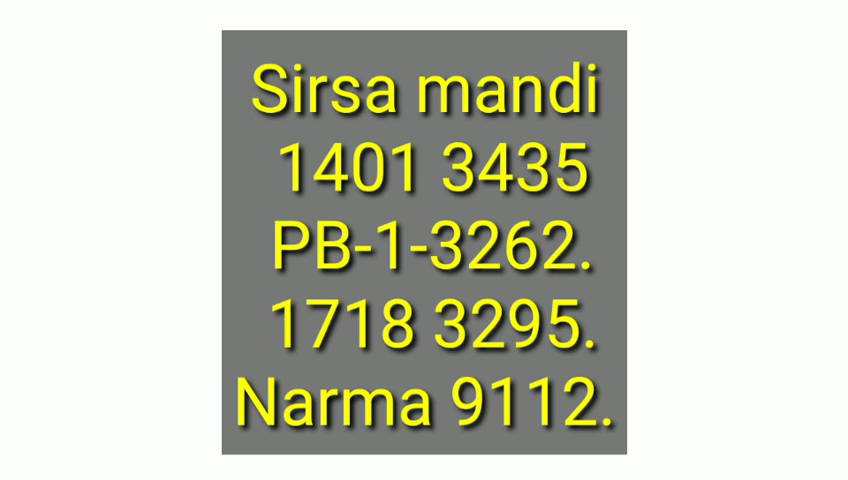 Sirsa mandi
1401 3435
PB-1-3262.
1718 3295.
Narma 9112.